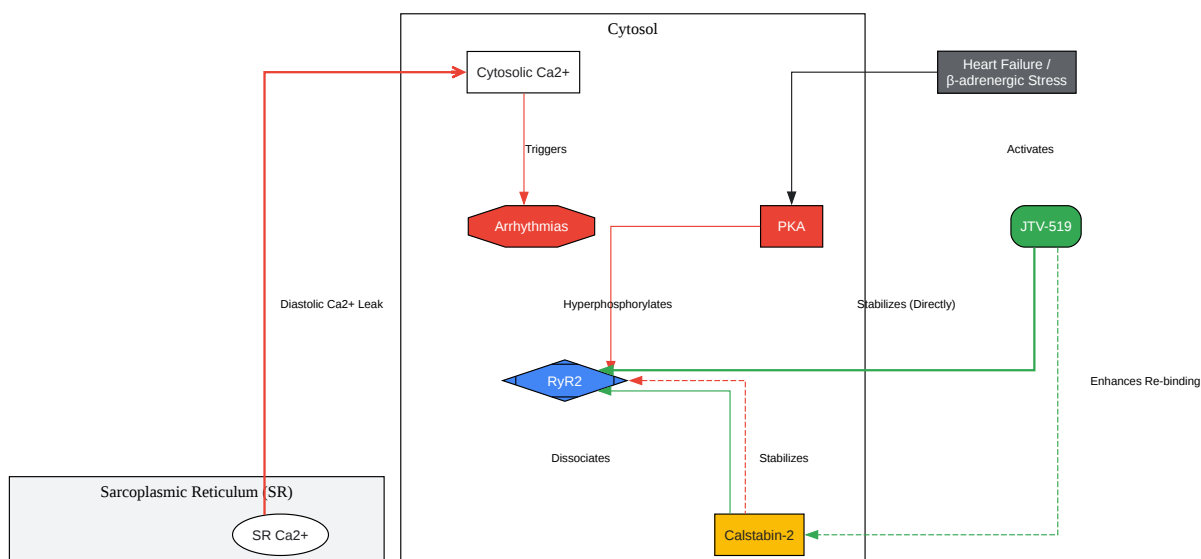 Cytosol
Cytosolic Ca2+
Heart Failure /
β-adrenergic Stress
Triggers
Activates
Arrhythmias
PKA
JTV-519
Diastolic Ca2+ Leak
Hyperphosphorylates
Stabilizes (Directly)
RyR2
Enhances Re-binding
Dissociates
Stabilizes
Sarcoplasmic Reticulum (SR)
SR Ca2+
Calstabin-2